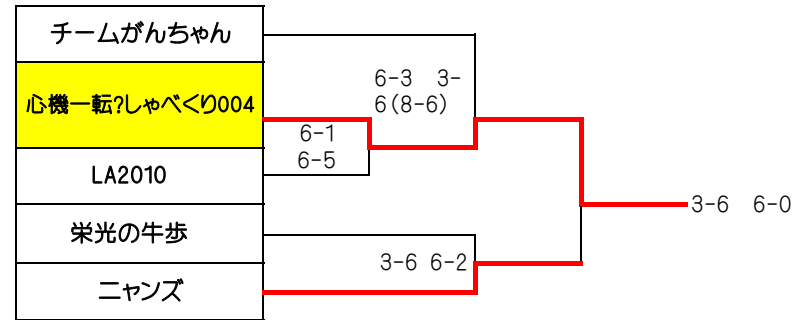 チームがんちゃん
6-3 3-
6(8-6)
心機一転?しゃべくり004
6-1
6-5
LA2010
3-6 6-0
栄光の牛歩
3-6 6-2
ニャンズ